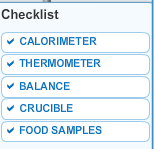 Checklist
CALORIMETER
THERMOMETER
BALANCE
CRUCIBLE
FOOD SAMPLES